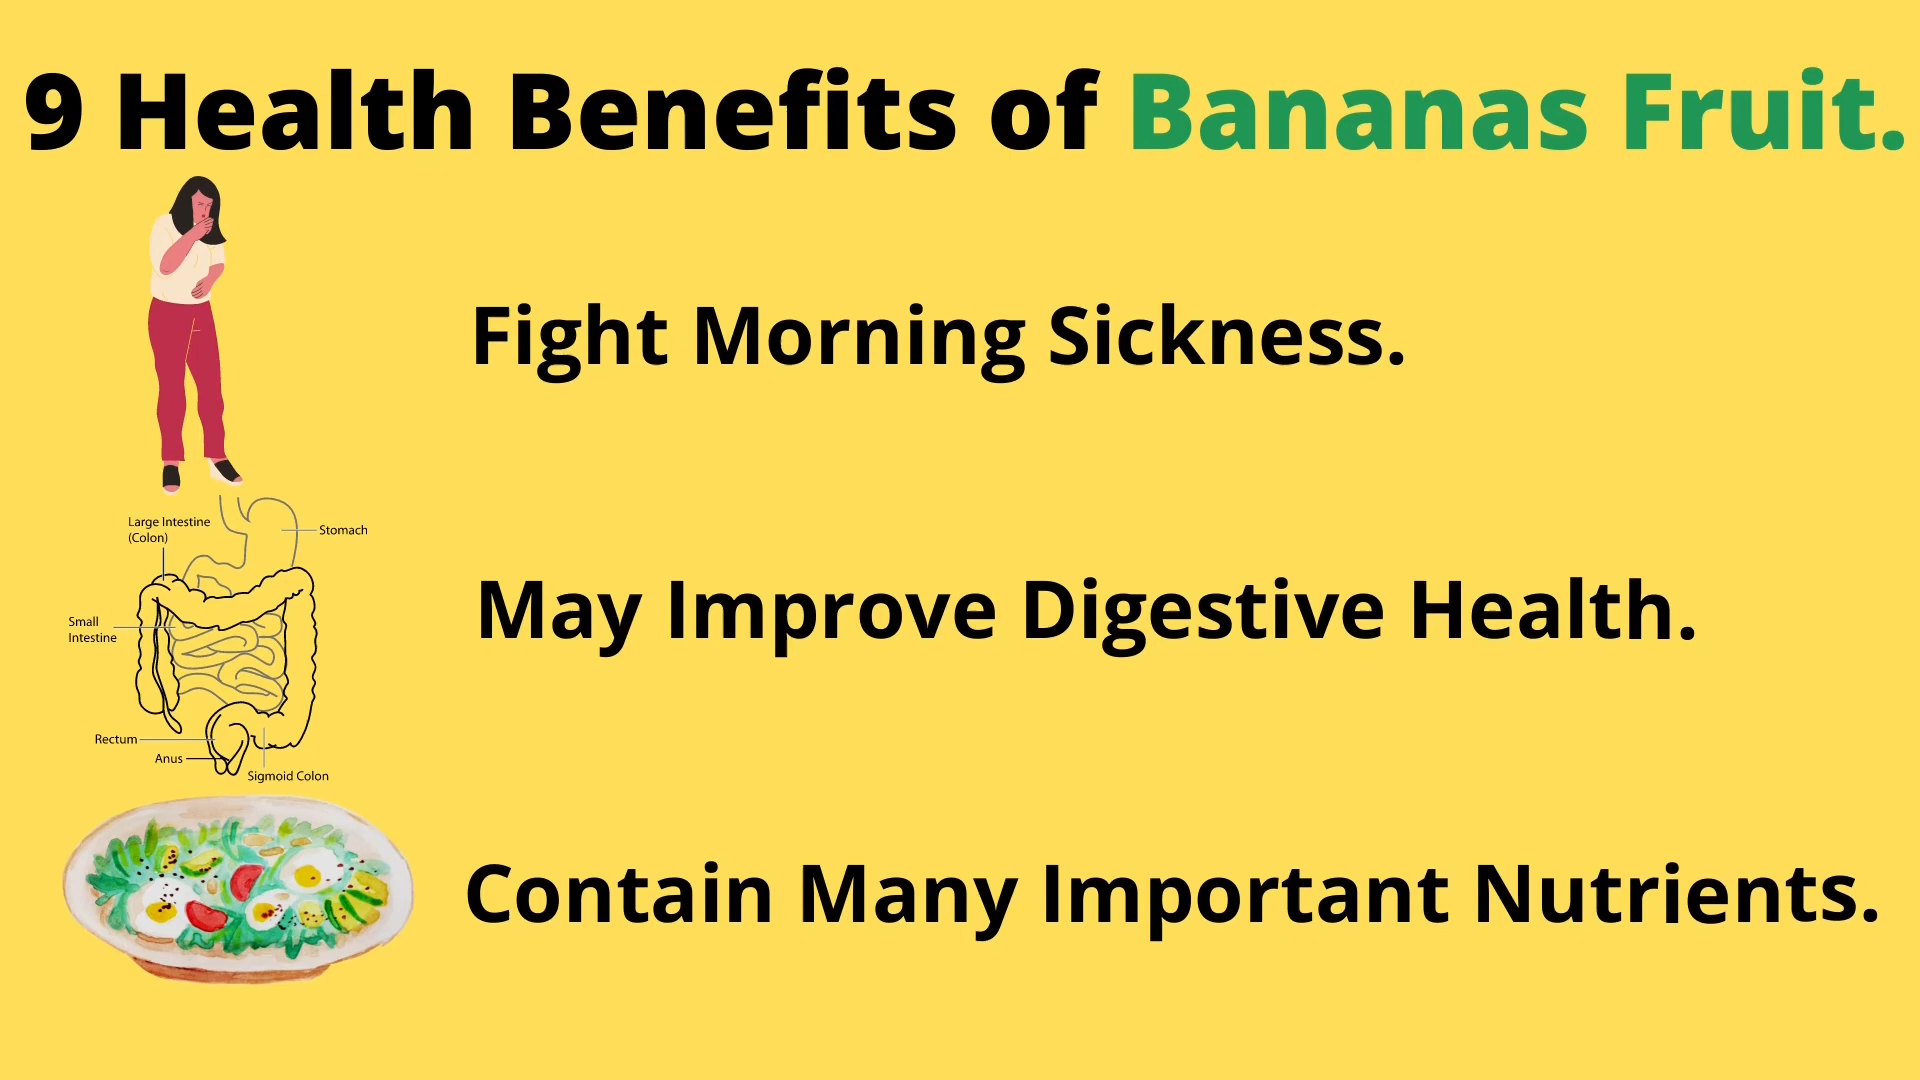 9 Health Benefits of Bananas Fruit.
Fight Morning Sickness.
Large Intestine
(Colon)
Stomach
Small
Intestine
May Improve Digestive Health.
Rectum
Anus
Sigmoid Colon
Contain Many Important Nutrients.